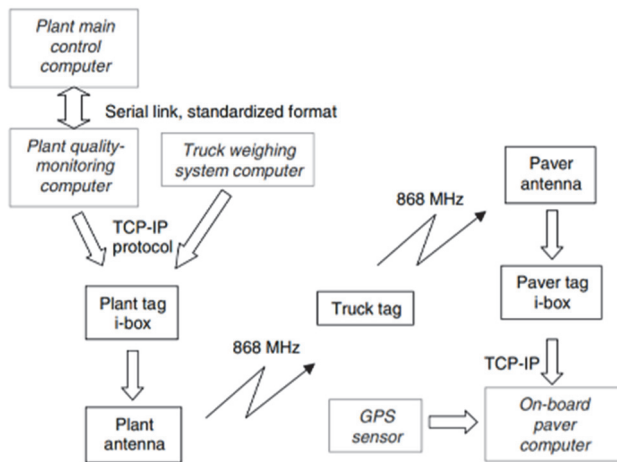 Plant main
control
computer
Serial link, standardized format
Plant quality-
monitoring
computer
Truck weighing
system computer
TCP-IP
protocol
Plant tag
i-box
Plant
antenna
868 MHz
Truck tag
868 MHz
Paver
antenna
Paver tag
i-box
TCP-IP
GPS
sensor
On-board
paver
computer